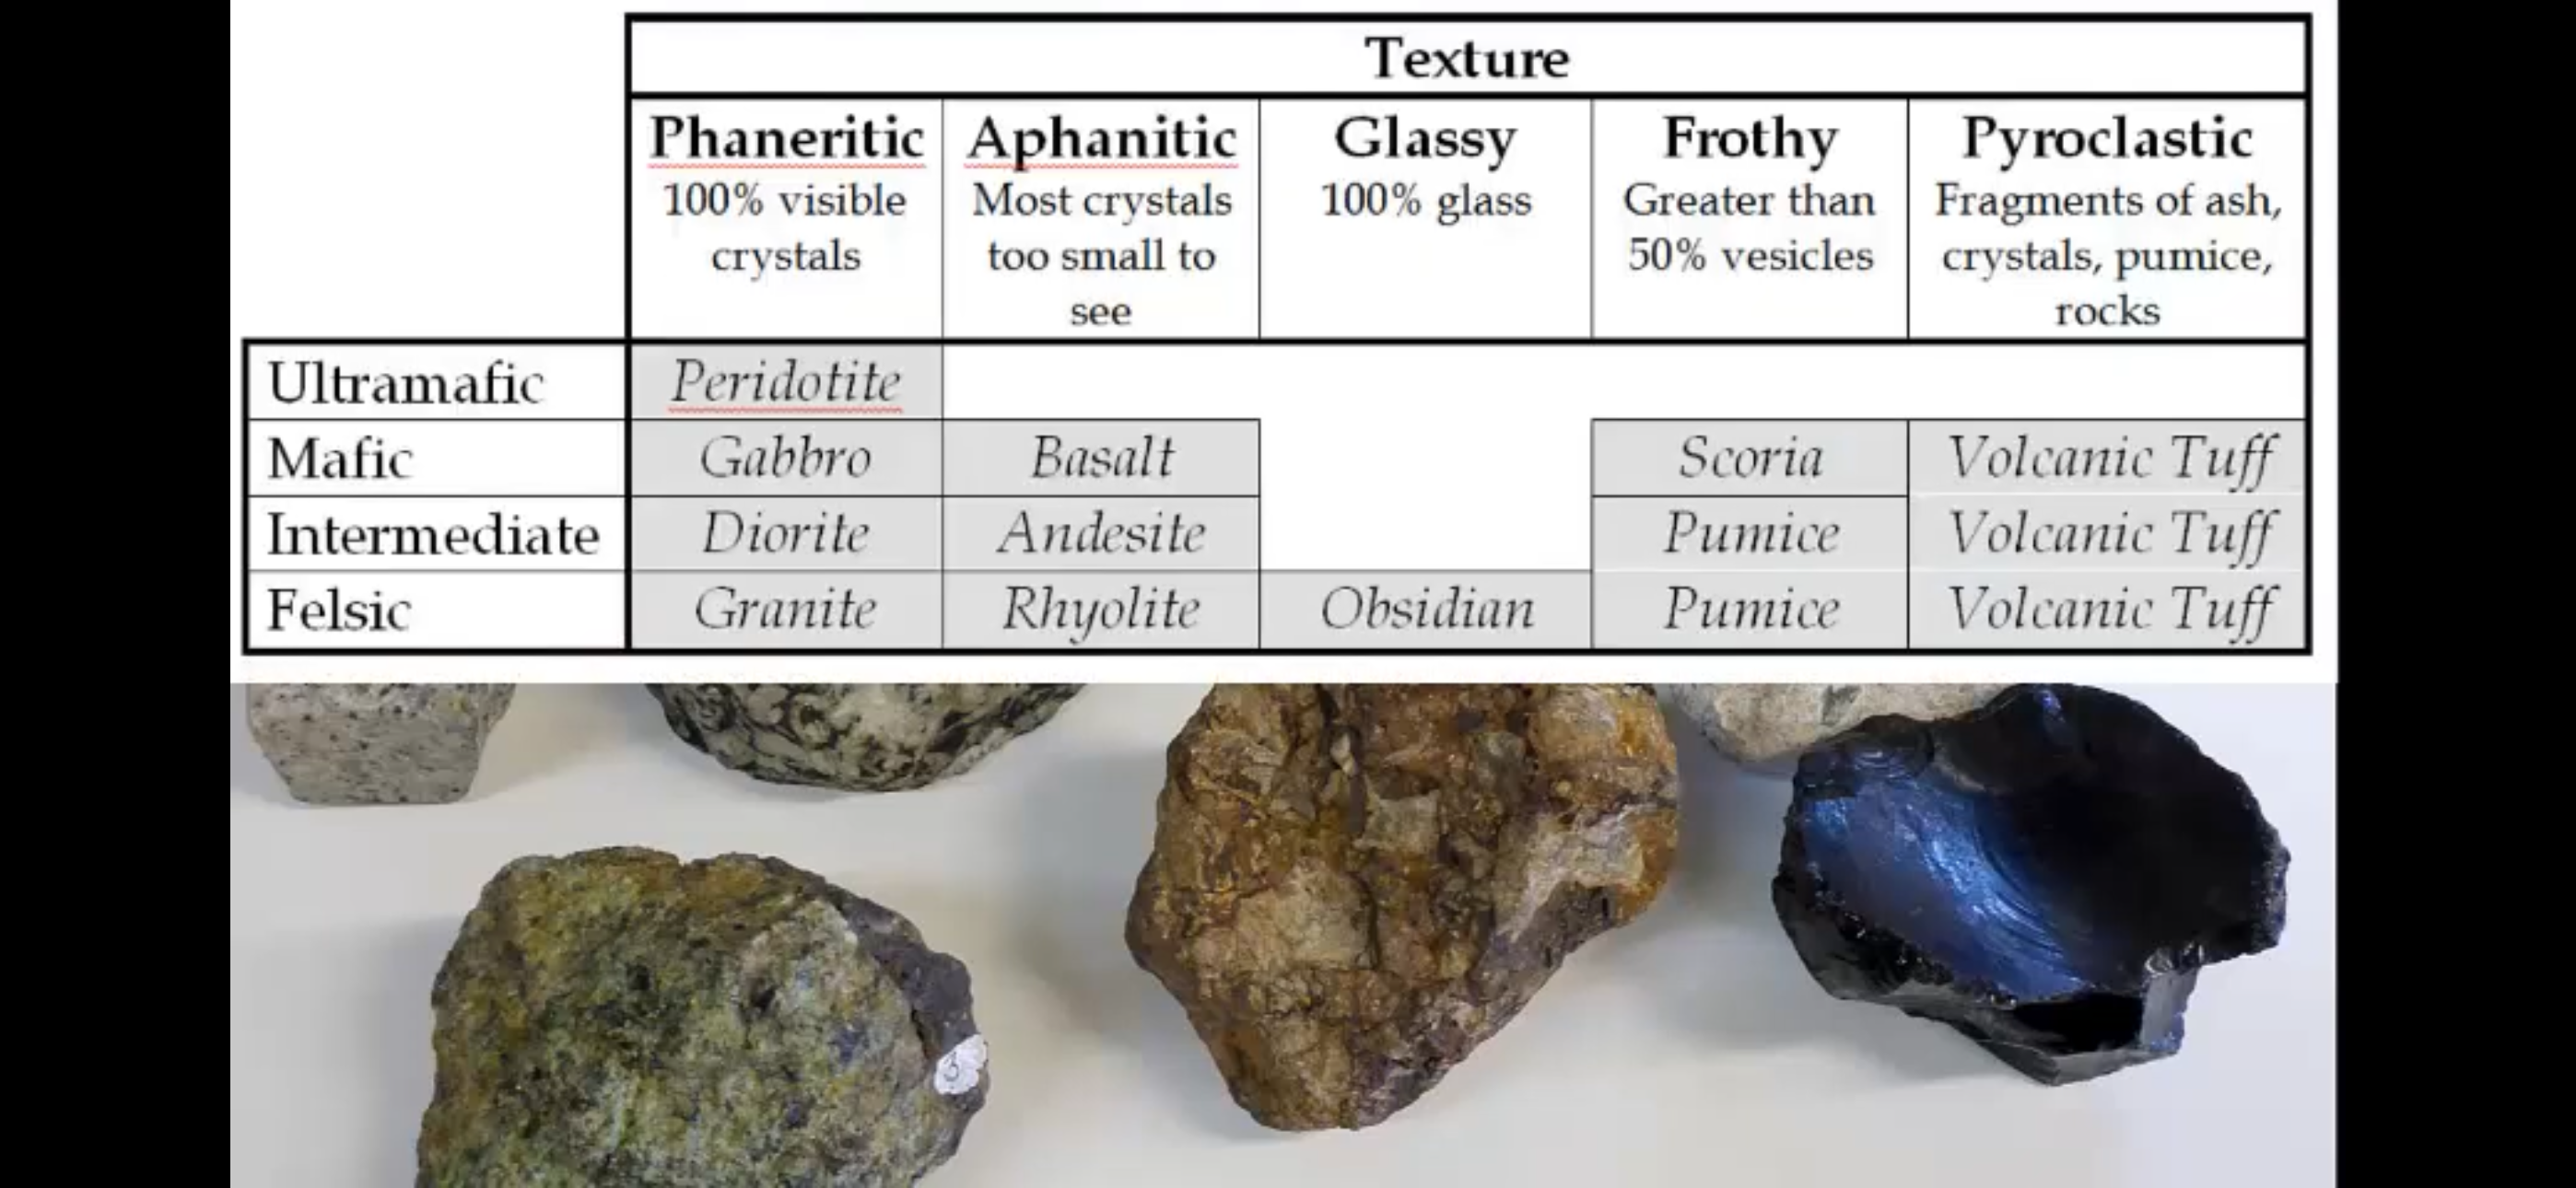 Texture
Phaneritic Aphanitic Glassy Frothy Pyroclastic
100% visible Most crystals 100% glass Greater than Fragments of ash,
crystals too small to 50% vesicles crystals, pumice,
see rocks
Ultramafic Peridotite
Mafic Gabbro Basalt Scoria Volcanic Tuff
Intermediate Diorite Andesite Pumice Volcanic Tuff
Felsic Granite Rhyolite Obsidian Pumice Volcanic Tuff
3